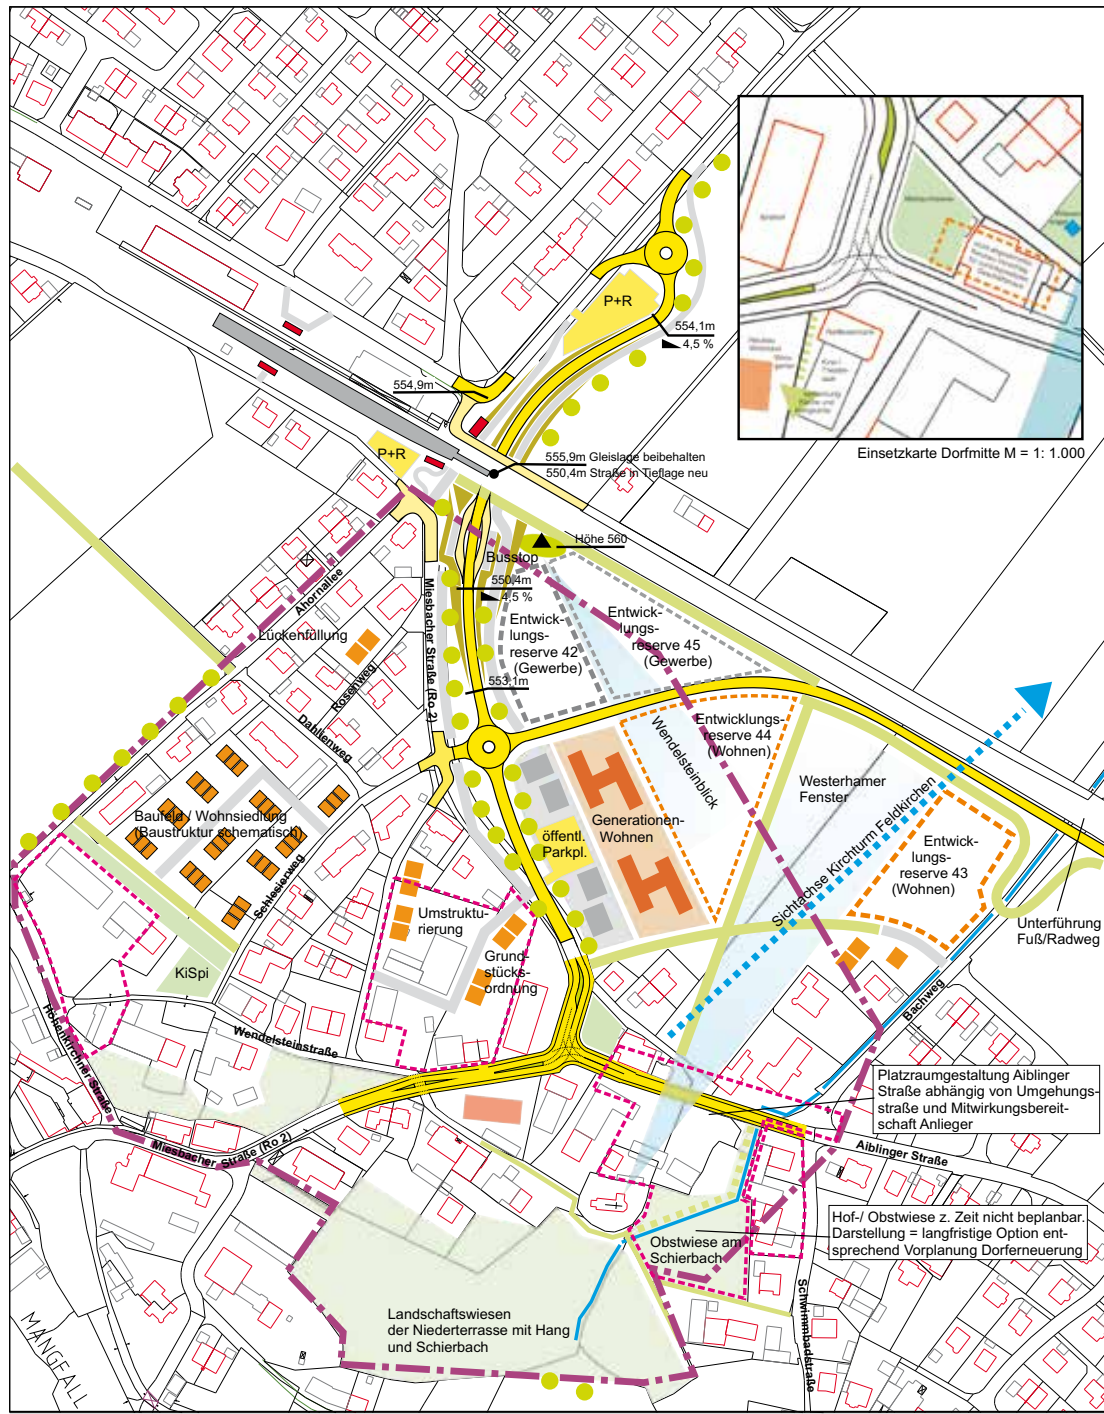 P+R
554,1m
4,5 %
554,9m
Einsetzkarte Dorfmitte M = 1: 1.000
P+R
555,9m Gleislage beibehalten
550,4m Straße in Tieflage neu
Höhe 560
Busstop
550,4m
4,5 %
Ahornallee
Lückenfüllung
Miesbacher Straße (Ro 2)
Entwick-
lungs-
reserve 42
(Gewerbe)
Entwick-
lungs-
reserve 45
(Gewerbe)
Rosenweg
553,1m
Dahlienweg
Entwicklungs-
reserve 44
(Wohnen)
Wendelsteinblick
Westerhamer
Fenster
Baufeld / Wohnsiedlung
(Baustruktur schematisch)
öffentl.
Parkpl.
Generationen-
Wohnen
Sichtachse Kirchturm Feldkirchen
Entwick-
lungs-
reserve 43
(Wohnen)
Schlesierweg
Umstruktu-
rierung
Grund-
stücks-
ordnung
Unterführung
Fuß/Radweg
KiSpi
Bachweg
Hohenkirchner Straße
Wendelsteinstraße
Platzraumgestaltung Aiblinger
Straße abhängig von Umgehungs-
straße und Mitwirkungsbereit-
schaft Anlieger
Miesbacher Straße (Ro 2)
Aiblinger Straße
Hof-/ Obstwiese z. Zeit nicht beplanbar.
Darstellung = langfristige Option ent-
sprechend Vorplanung Dorferneuerung
Obstwiese am
Schierbach
Schwimmbadstraße
Landschaftswiesen
der Niederterrasse mit Hang
und Schierbach
MANGFALL